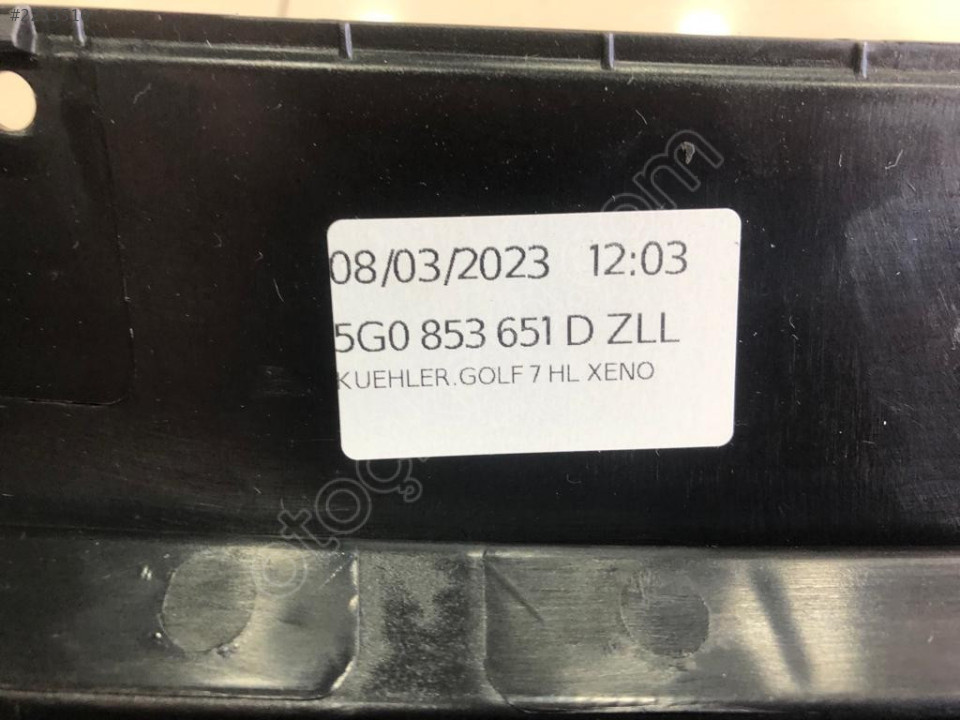 08/03/2023 12:03
5G0 853 651 D ZLL
KUEHLER.GOLF 7 HL XENO